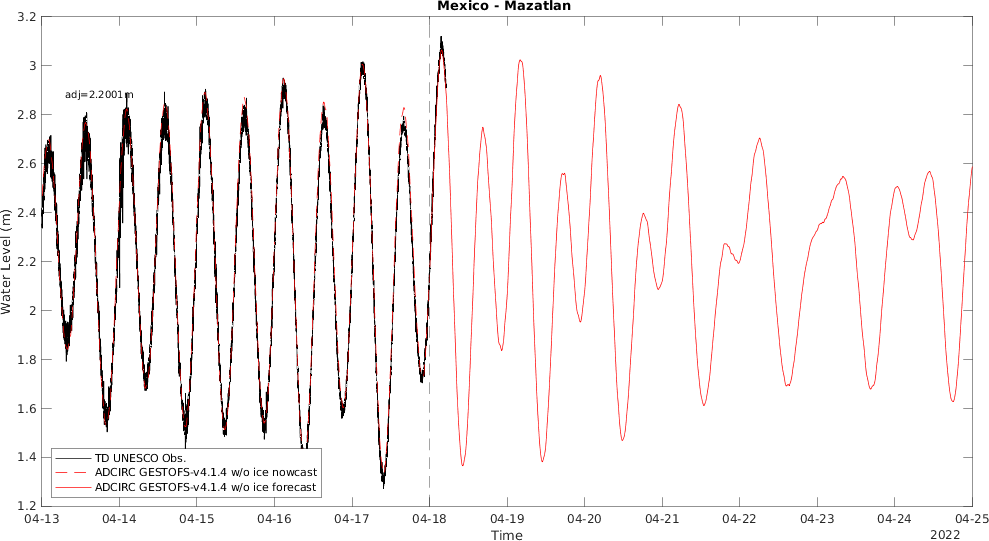 Mexico - Mazatlan
3.2
3
2.8
2.6
2.4
2.2
2
1.8
1.6
1.4
1.2
Water Level (m)
adj=2.2001m
TD UNESCO Obs.
ADCIRC GESTOFS-v4.1.4 w/o ice nowcast
ADCIRC GESTOFS-v4.1.4 w/o ice forecast
04-13 04-14 04-15 04-16 04-17 04-18 04-19 04-20 04-21 04-22 04-23 04-24 04-25
Time
2022